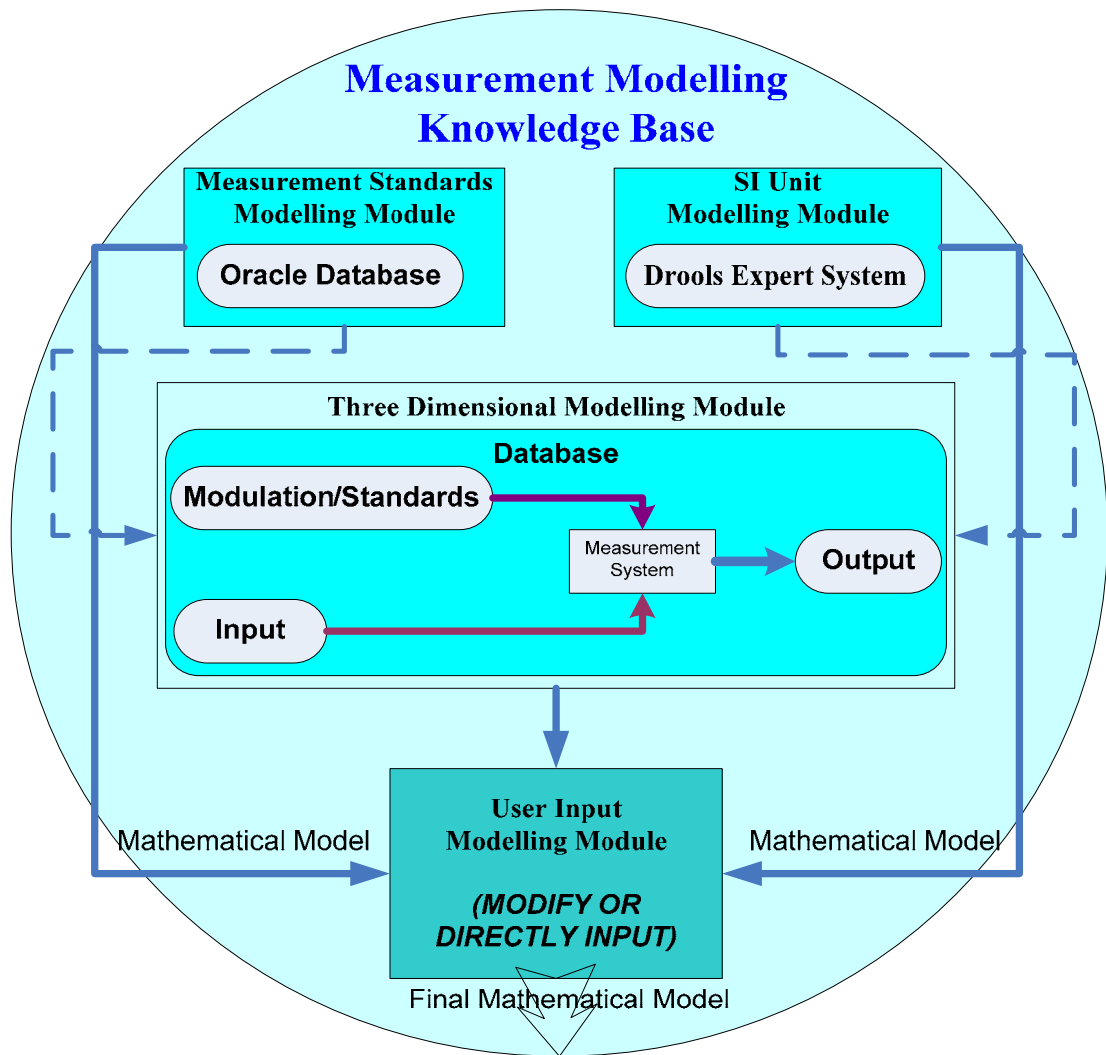 Measurement Modelling
Knowledge Base
Measurement Standards
Modelling Module
Oracle Database
SI Unit
Modelling Module
Drools Expert System
Three Dimensional Modelling Module
Database
Modulation/Standards
Measurement
System
Output
Input
User Input
Modelling Module
Mathematical Model
Mathematical Model
(MODIFY OR
DIRECTLY INPUT)
Final Mathematical Model